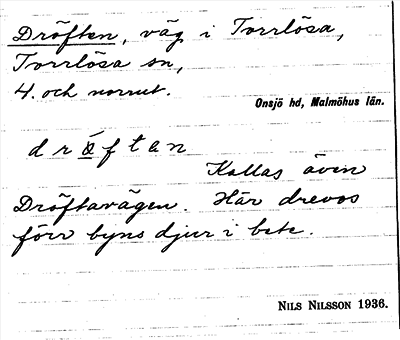 Dröften, väg i Torrlösa,
Torrlösa sn,
4. och norrut.
Onsjö hd, Malmöhus län.
d r ǿ f t e n
Kallas även
Dröftavägen. Här drevos
förr byns djur i bete.
NILS NILSSON 1936.